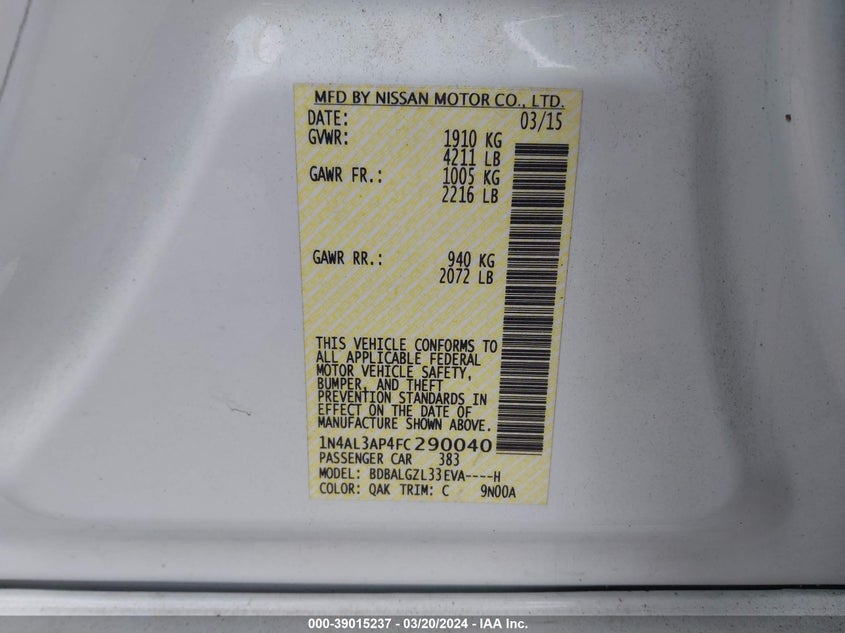 MFD BY NISSAN MOTOR CO., LTD.
DATE: 03/15
GVWR: 1910 KG
4211 LB
GAWR FR.: 1005 KG
2216 LB
GAWR RR.: 940 KG
2072 LB
THIS VEHICLE CONFORMS TO
ALL APPLICABLE FEDERAL
MOTOR VEHICLE SAFETY,
BUMPER, AND THEFT
PREVENTION STANDARDS IN
EFFECT ON THE DATE OF
MANUFACTURE SHOWN ABOVE.
1N4AL3AP4FC290040
PASSENGER CAR 383
MODEL: BDBALGZL33EVA----H
COLOR: QAK TRIM: C 9N00A
000-39015237 - 03/20/2024 - IAA Inc.